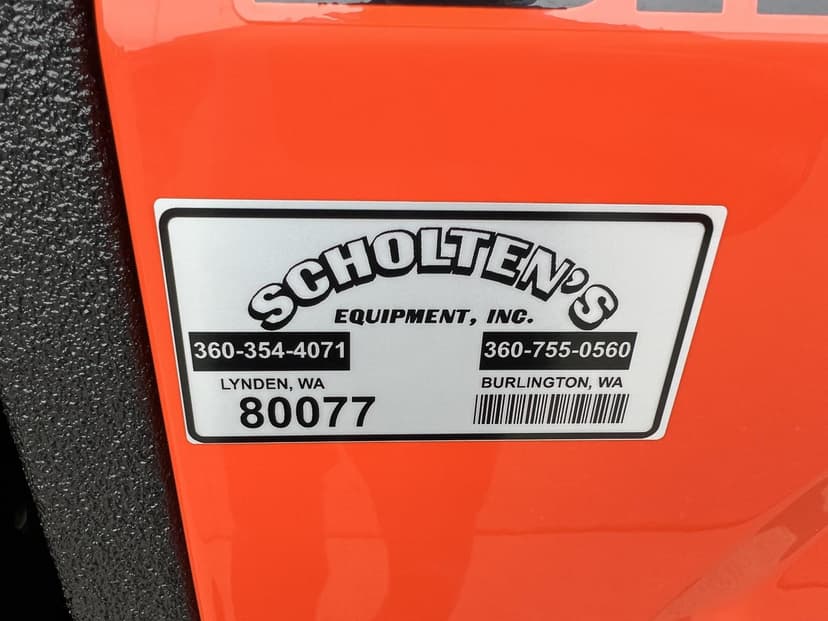 SCHOLTEN'S
EQUIPMENT, INC.
360-354-4071 360-755-0560
LYNDEN, WA BURLINGTON, WA
80077